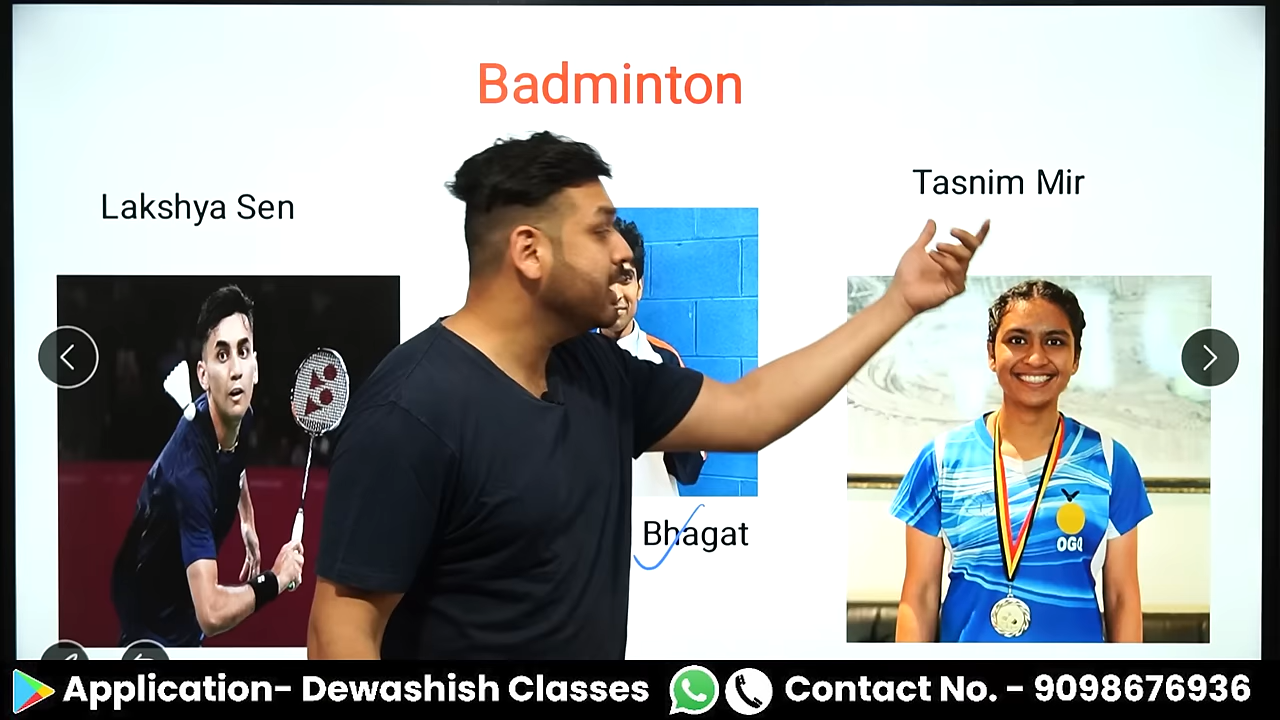 Badminton
Lakshya Sen
Tasnim Mir
Bhagat
OGQ
Application- Dewashish Classes
Contact No. - 9098676936